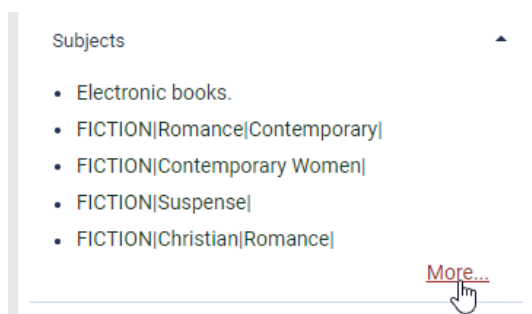 Subjects
Electronic books.
FICTION|Romance|Contemporary|
FICTION|Contemporary Women|
FICTION|Suspense|
FICTION|Christian|Romance|
More...